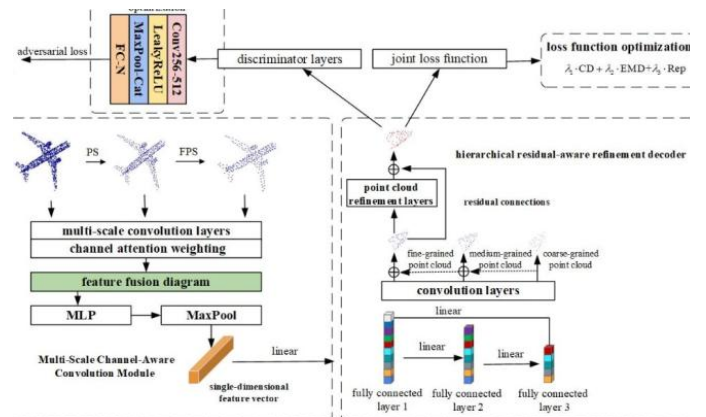 optimization
adversarial loss
FC-N
MaxPool-Cat
LeakyReLU
Conv256-512
discriminator layers
joint loss function
loss function optimization
λ₁·CD + λ₂·EMD+λ₃·Rep
PS
FPS
multi-scale convolution layers
channel attention weighting
feature fusion diagram
MLP
MaxPool
Multi-Scale Channel-Aware
Convolution Module
single-dimensional
feature vector
linear
hierarchical residual-aware refinement decoder
point cloud
refinement layers
residual connections
fine-grained
point cloud
medium-grained
point cloud
coarse-grained
point cloud
convolution layers
linear
linear
linear
fully connected
layer 1
fully connected
layer 2
fully connected
layer 3